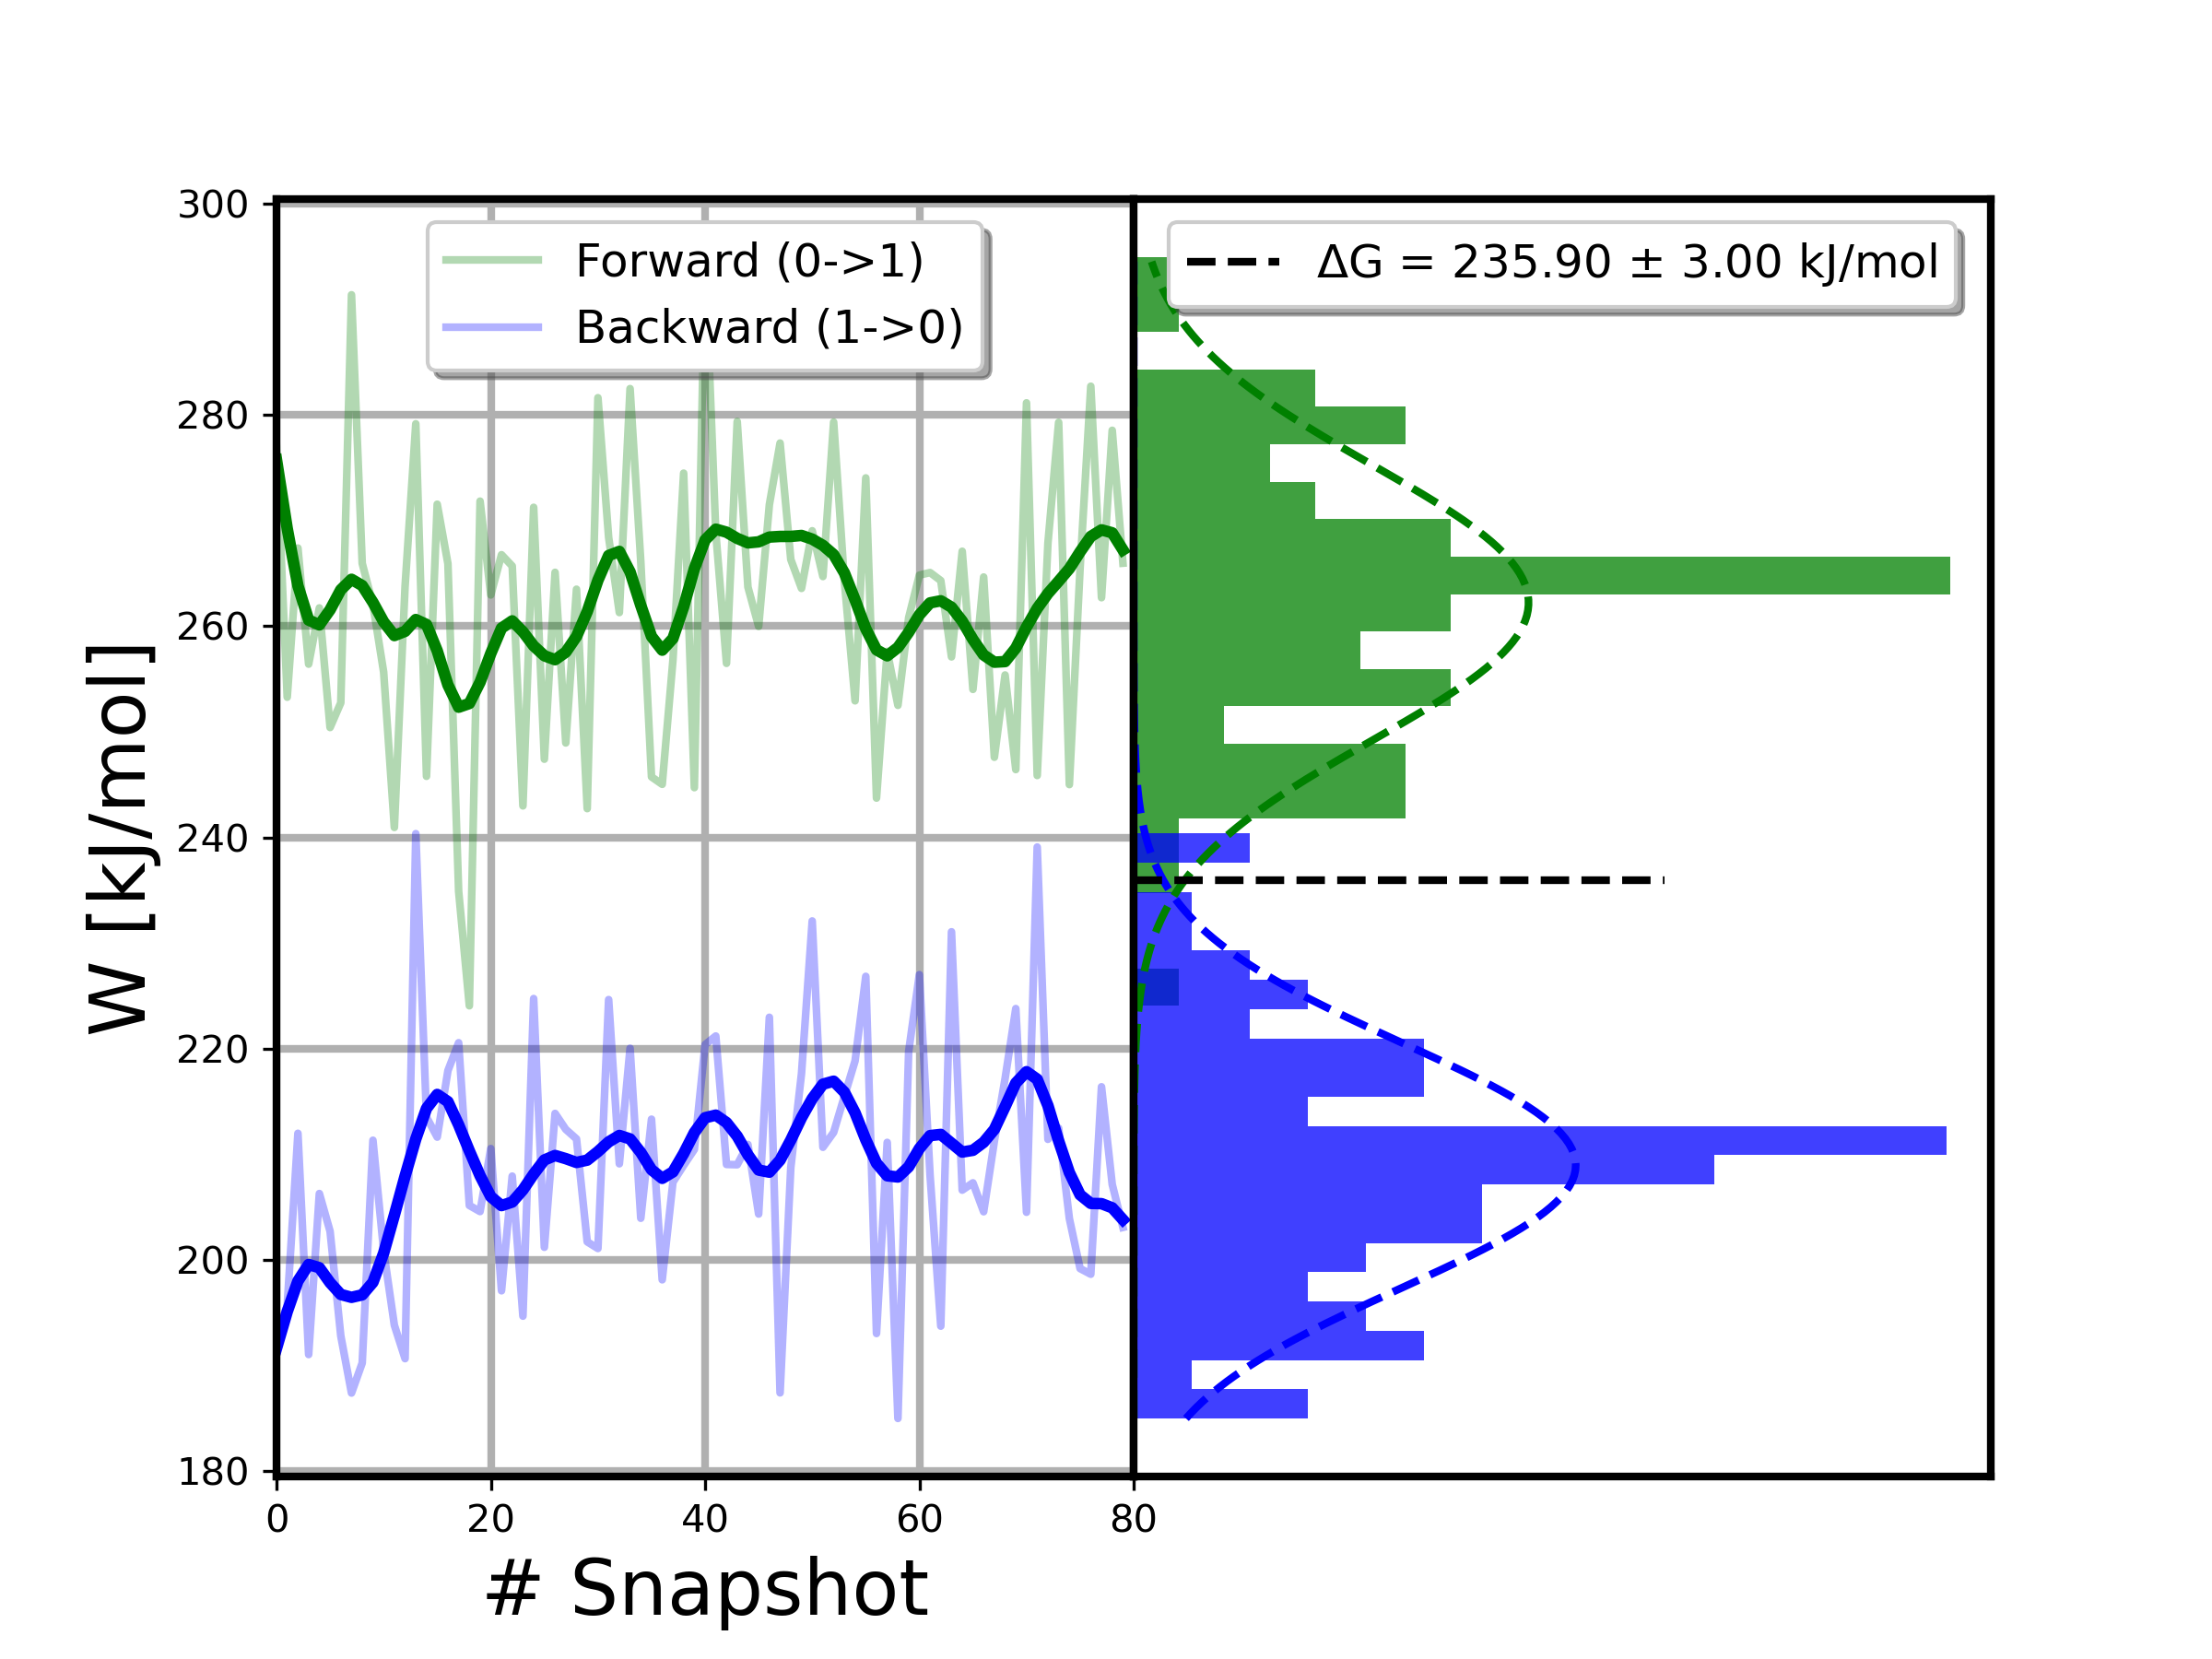 Forward (0->1)
Backward (1->0)
ΔG = 235.90 ± 3.00 kJ/mol
300
280
260
240
220
200
180
W [kJ/mol]
0 20 40 60 80
# Snapshot